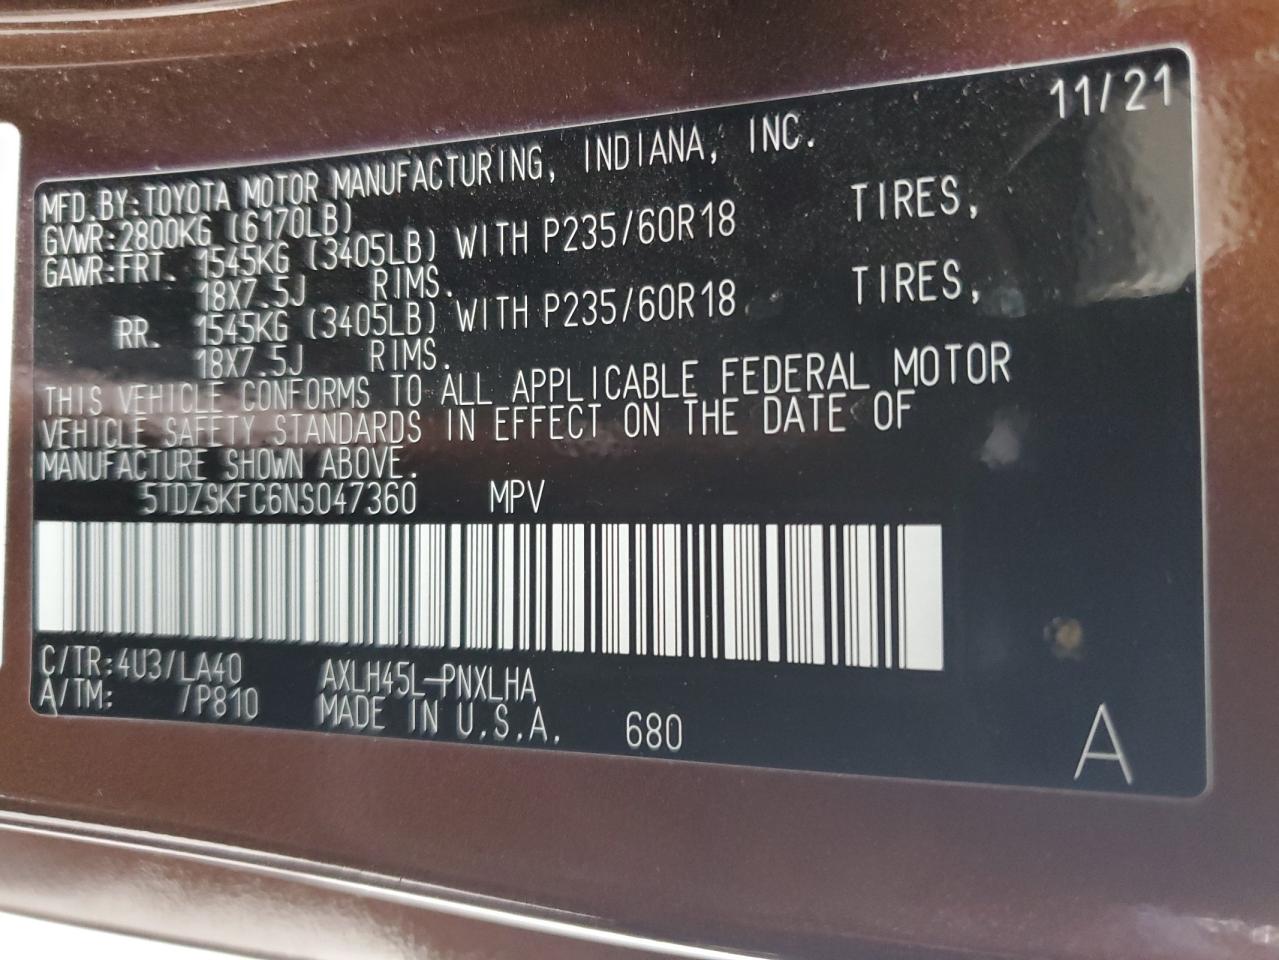 11/21
MFD.BY:TOYOTA MOTOR MANUFACTURING, INDIANA, INC.
GVWR:2800KG (6170LB)
GAWR:FRT. 1545KG (3405LB) WITH P235/60R18 TIRES,
18X7.5J RIMS.
RR. 1545KG (3405LB) WITH P235/60R18 TIRES,
18X7.5J RIMS.
THIS VEHICLE CONFORMS TO ALL APPLICABLE FEDERAL MOTOR
VEHICLE SAFETY STANDARDS IN EFFECT ON THE DATE OF
MANUFACTURE SHOWN ABOVE.
5TDZSKFC6NS047360 MPV
C/TR:4U3/LA40 AXLH45L-PNXLHA
A/TM: /P810 MADE IN U.S.A. 680
A